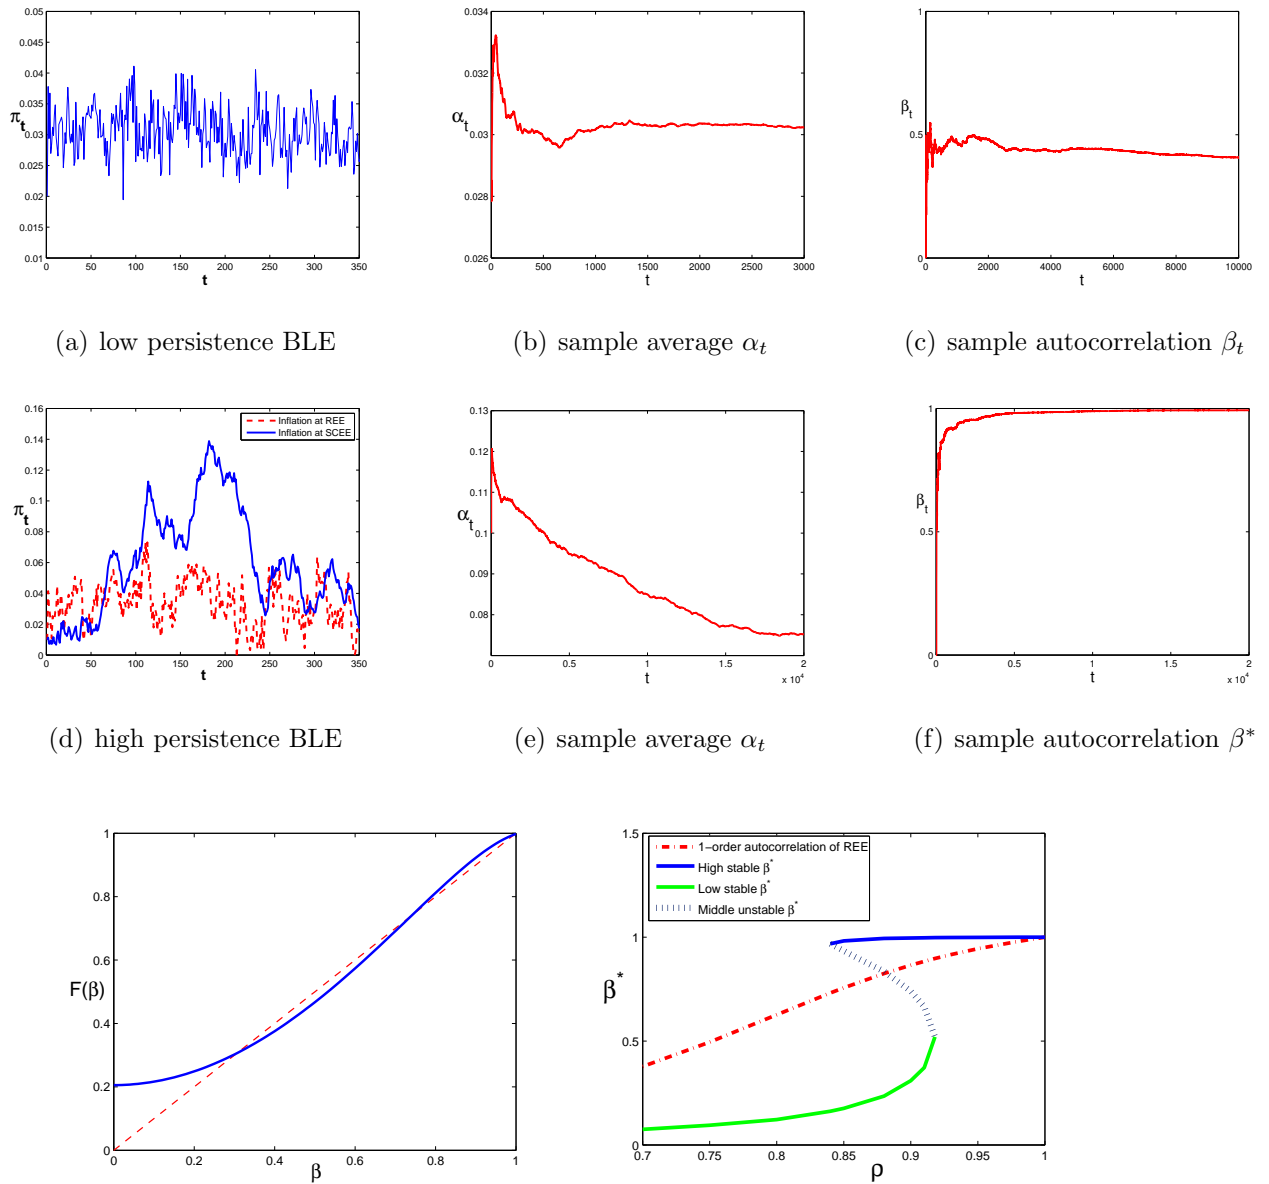 0.05
0.045
0.04
0.035
0.03
0.025
0.02
0.015
0.01
π_t
0 50 100 150 200 250 300 350
t
0.034
0.032
α_t 0.03
0.028
0.026
0 500 1000 1500 2000 2500 3000
t
1
β_t
0.5
0
0 2000 4000 6000 8000 10000
t
(a) low persistence BLE
(b) sample average α_t
(c) sample autocorrelation β_t
0.16
0.14
0.12
0.1
π_t
0.08
0.06
0.04
0.02
0
Inflation at REE
Inflation at SCEE
0 50 100 150 200 250 300 350
t
0.13
0.12
0.11
α_t
0.1
0.09
0.08
0 0.5 1 1.5 2
t
x 10^4
1
β_t
0.5
0
0 0.5 1 1.5 2
t
x 10^4
(d) high persistence BLE
(e) sample average α_t
(f) sample autocorrelation β*
1
0.8
0.6
F(β)
0.4
0.2
0
0 0.2 0.4 0.6 0.8 1
β
1.5
1
β*
0.5
0
1−order autocorrelation of REE
High stable β*
Low stable β*
Middle unstable β*
0.7 0.75 0.8 0.85 0.9 0.95 1
ρ